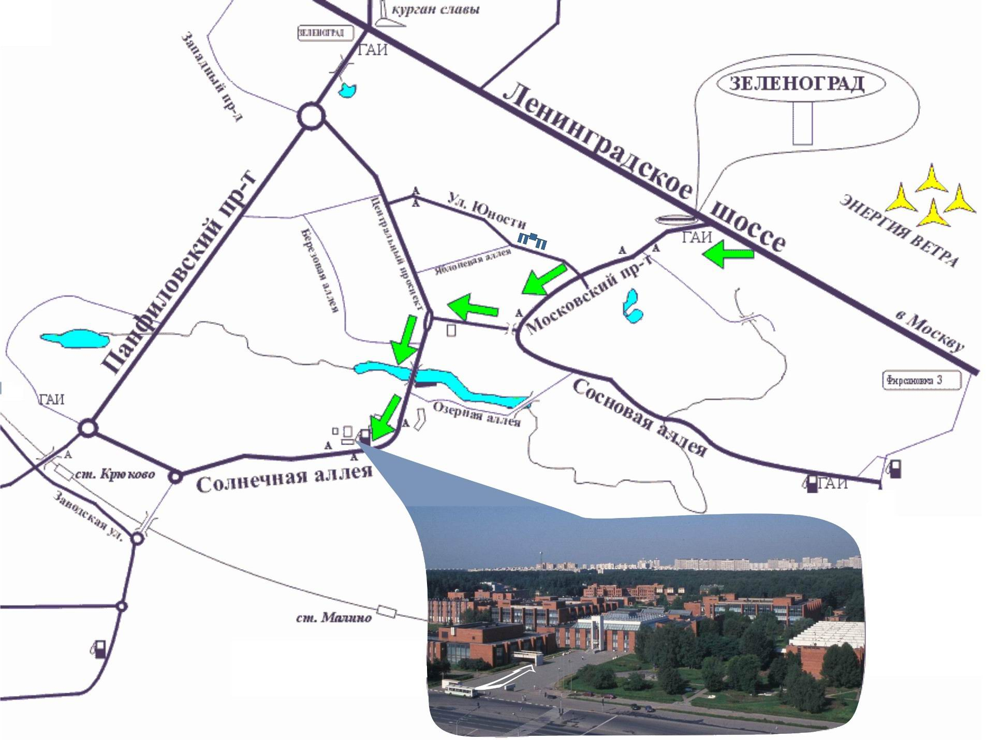 курган славы
ЗЕЛЕНОГРАД
ГАИ
Западный пр-д
ЗЕЛЕНОГРАД
Ленинградское шоссе
ЭНЕРГИЯ ВЕТРА
Панфиловский пр-т
Центральный проспект
А
А
Ул. Юности
Березовая аллея
Яблоневая аллея
ГАИ
А
А
Московский пр-т
А
в Москву
Фирсановка 3
Сосновая аллея
Озерная аллея
ГАИ
А
А
А
А
ст. Крюково
Солнечная аллея
ГАИ
Заводская ул.
ст. Малино